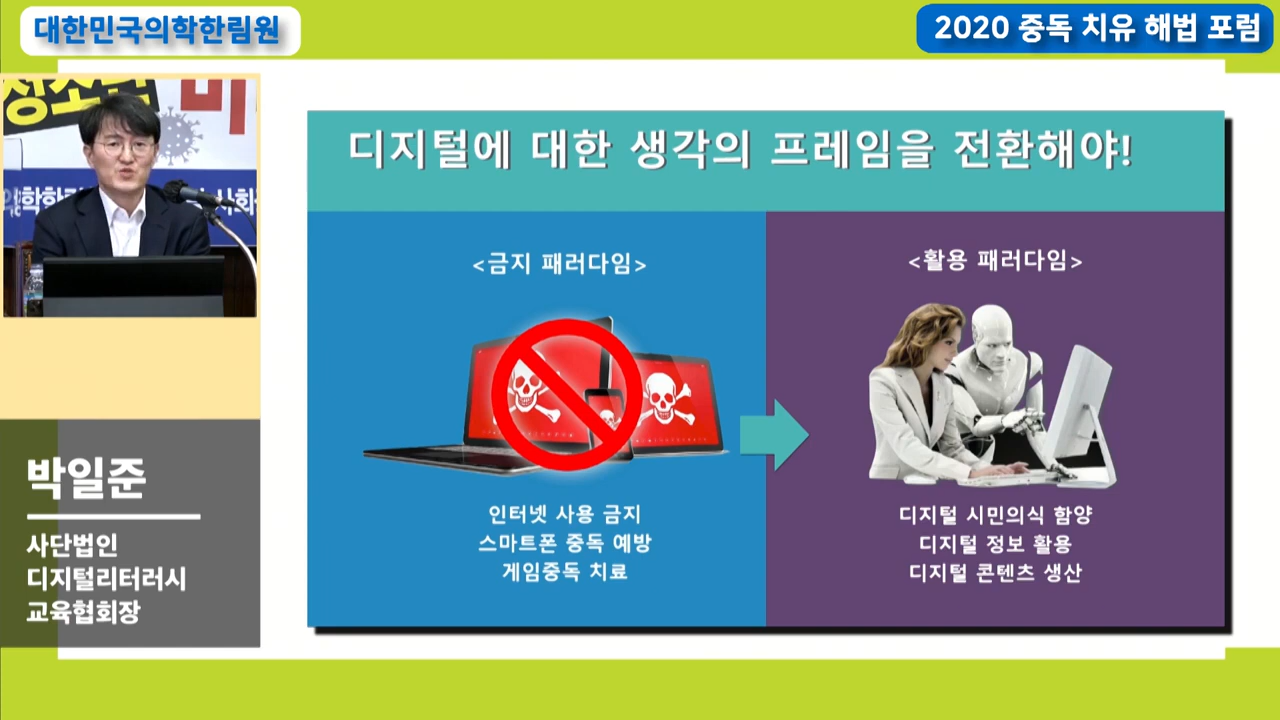 대한민국의학한림원
2020 중독 치유 해법 포럼
디지털에 대한 생각의 프레임을 전환해야!
<금지 패러다임>
<활용 패러다임>
인터넷 사용 금지
스마트폰 중독 예방
게임중독 치료
디지털 시민의식 함양
디지털 정보 활용
디지털 콘텐츠 생산
박일준
사단법인
디지털리터러시
교육협회장